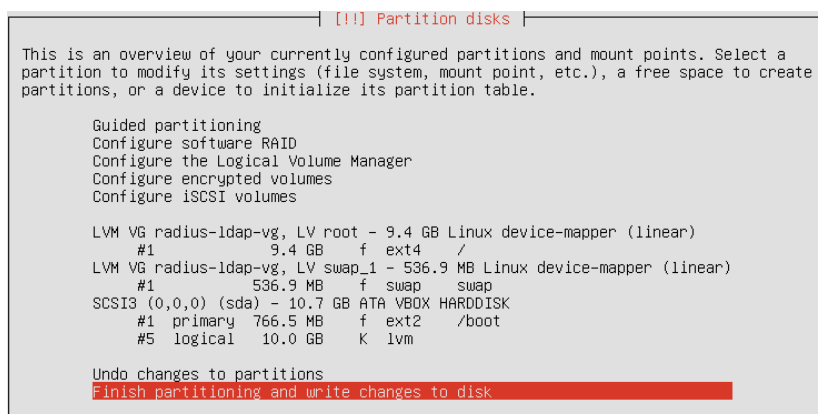 [!!] Partition disks
This is an overview of your currently configured partitions and mount points. Select a
partition to modify its settings (file system, mount point, etc.), a free space to create
partitions, or a device to initialize its partition table.
Guided partitioning
Configure software RAID
Configure the Logical Volume Manager
Configure encrypted volumes
Configure iSCSI volumes
LVM VG radius-ldap-vg, LV root - 9.4 GB Linux device-mapper (linear)
#1 9.4 GB f ext4 /
LVM VG radius-ldap-vg, LV swap_1 - 536.9 MB Linux device-mapper (linear)
#1 536.9 MB f swap swap
SCSI3 (0,0,0) (sda) - 10.7 GB ATA VBOX HARDDISK
#1 primary 766.5 MB f ext2 /boot
#5 logical 10.0 GB K lvm
Undo changes to partitions
Finish partitioning and write changes to disk